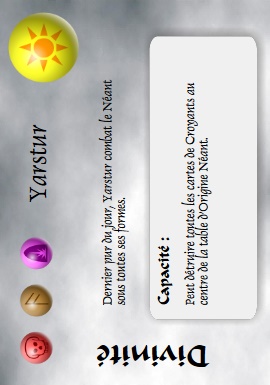 Yarstur
Dernier pur du jour, Yarstur combat le Néant
sous toutes ses formes.
Capacité :
Peut détruire toutes les cartes de Croyants au
centre de la table d'Origine Néant.
Divinité